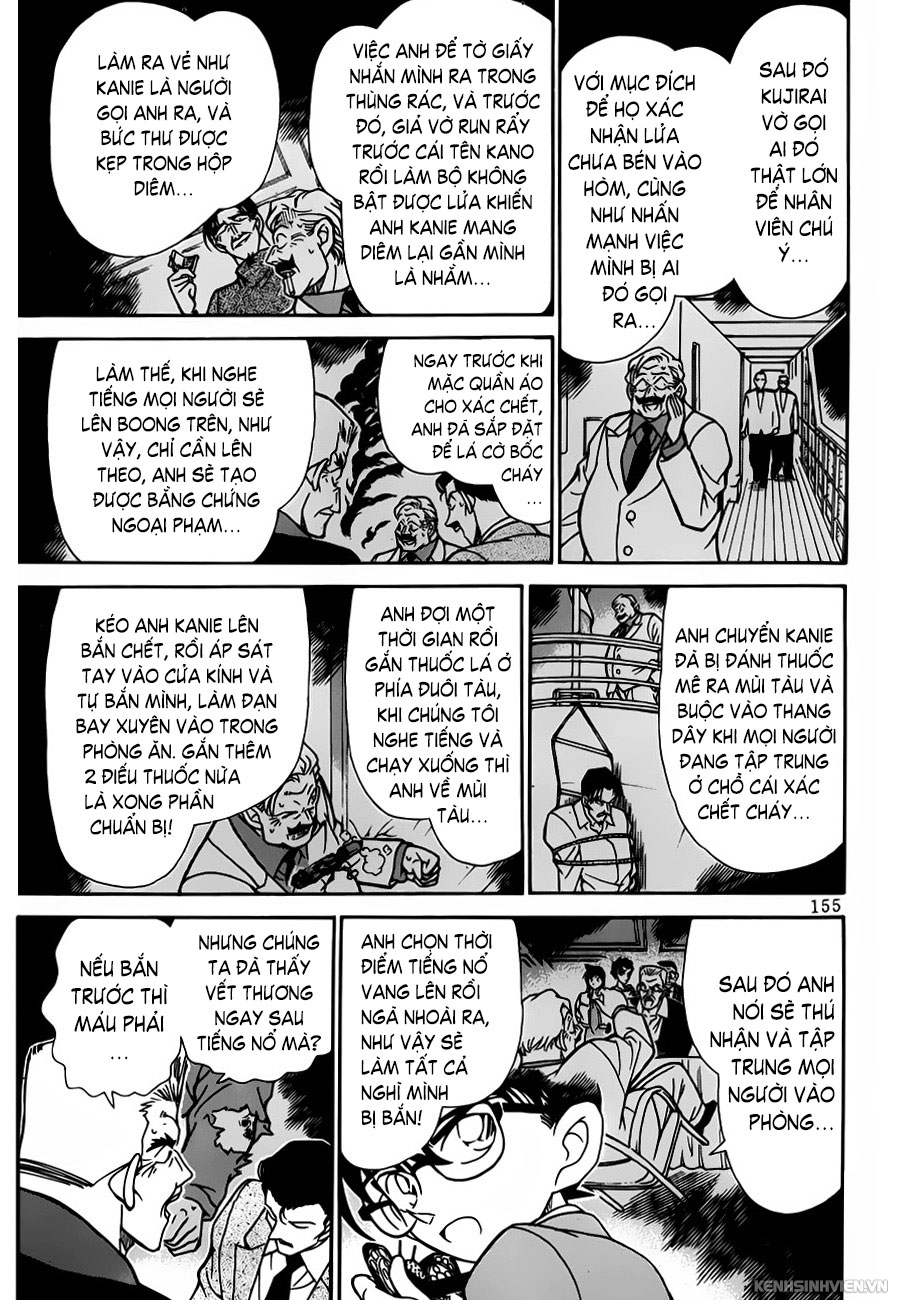 SAU ĐÓ
KUJIRAI
VỜ GỌI
AI ĐÓ
THẬT LỚN
ĐỂ NHÂN
VIÊN CHÚ
Ý...
VỚI MỤC ĐÍCH
ĐỂ HỌ XÁC
NHẬN LỬA
CHƯA BÉN VÀO
HÒM, CÙNG
NHƯ NHẤN
MẠNH VIỆC
MÌNH BỊ AI
ĐÓ GỌI
RA...
VIỆC ANH ĐỂ TỜ GIẤY
NHẮN MÌNH RA TRONG
THÙNG RÁC, VÀ TRƯỚC
ĐÓ, GIẢ VỜ RUN RẨY
TRƯỚC CÁI TÊN KANO
RỒI LÀM BỘ KHÔNG
BẬT ĐƯỢC LỬA KHIẾN
ANH KANIE MANG
DIÊM LẠI GẦN MÌNH
LÀ NHẰM...
LÀM RA VẺ NHƯ
KANIE LÀ NGƯỜI
GỌI ANH RA, VÀ
BỨC THƯ ĐƯỢC
KẸP TRONG HỘP
DIÊM...
NGAY TRƯỚC KHI
MẶC QUẦN ÁO
CHO XÁC CHẾT,
ANH ĐÃ SẮP ĐẶT
ĐỂ LÁ CỜ BỐC
CHÁY
...
LÀM THẾ, KHI NGHE
TIẾNG MỌI NGƯỜI SẼ
LÊN BOONG TRÊN, NHƯ
VẬY, CHỈ CẦN LÊN
THEO, ANH SẼ TẠO
ĐƯỢC BẰNG CHỨNG
NGOẠI PHẠM...
ANH CHUYỂN KANIE
ĐÃ BỊ ĐÁNH THUỐC
MÊ RA MŨI TÀU VÀ
BUỘC VÀO THANG
DÂY KHI MỌI NGƯỜI
ĐANG TẬP TRUNG
Ở CHỔ CÁI XÁC
CHẾT CHÁY...
ANH ĐỢI MỘT
THỜI GIAN RỒI
GẮN THUỐC LÁ Ở
PHÍA ĐUÔI TÀU,
KHI CHÚNG TÔI
NGHE TIẾNG VÀ
CHẠY XUỐNG THÌ
ANH VỀ MŨI
TÀU...
KÉO ANH KANIE LÊN
BẮN CHẾT, RỒI ÁP SÁT
TAY VÀO CỬA KÍNH VÀ
TỰ BẮN MÌNH, LÀM ĐẠN
BAY XUYÊN VÀO TRONG
PHÒNG ĂN. GẮN THÊM
2 ĐIẾU THUỐC NỮA
LÀ XONG PHẦN
CHUẨN BỊ!
155
SAU ĐÓ ANH
NÓI SẼ THÚ
NHẬN VÀ TẬP
TRUNG MỌI
NGƯỜI VÀO
PHÒNG...
ANH CHỌN THỜI
ĐIỂM TIẾNG NỔ
VANG LÊN RỒI
NGÃ NHOÀI RA,
NHƯ VẬY SẼ
LÀM TẤT CẢ
NGHĨ MÌNH
BỊ BẮN!
NHƯNG CHÚNG
TA ĐÃ THẤY
VẾT THƯƠNG
NGAY SAU
TIẾNG NỔ MÀ?
NẾU BẮN
TRƯỚC THÌ
MÁU PHẢI
...
KENHSINHVIEN.VN